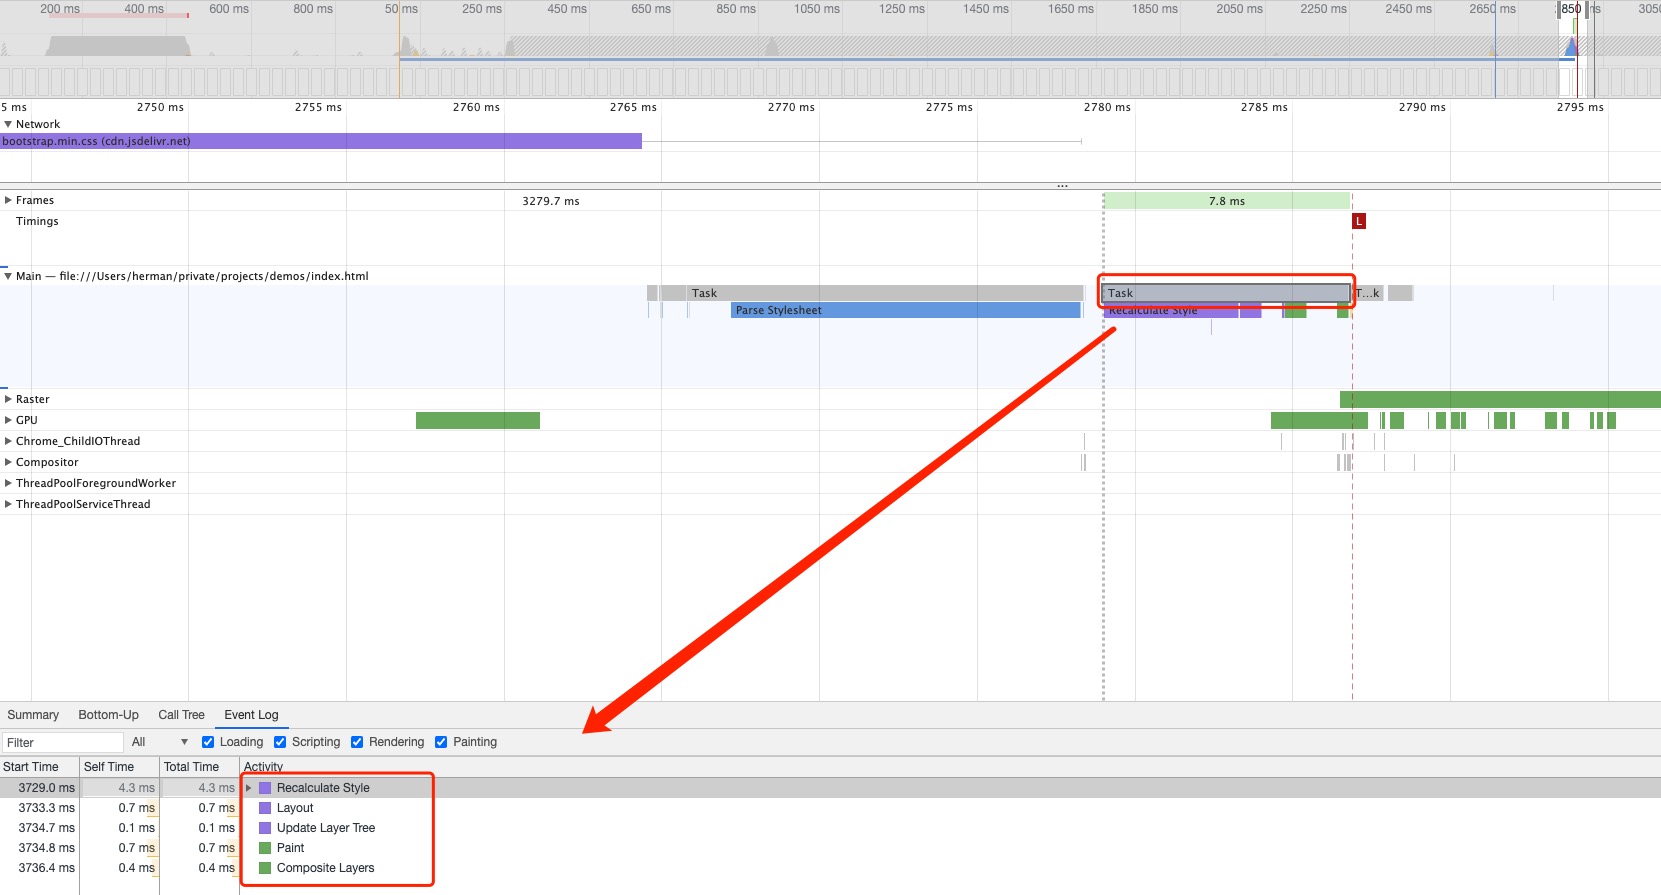 200 ms 400 ms 600 ms 800 ms 50 ms 250 ms 450 ms 650 ms 850 ms 1050 ms 1250 ms 1450 ms 1650 ms 1850 ms 2050 ms 2250 ms 2450 ms 2650 ms 850 ms 3050
5 ms 2750 ms 2755 ms 2760 ms 2765 ms 2770 ms 2775 ms 2780 ms 2785 ms 2790 ms 2795 ms
Network
bootstrap.min.css (cdn.jsdelivr.net)
...
Frames 3279.7 ms 7.8 ms
Timings L
Main — file:///Users/herman/private/projects/demos/index.html
Task Task T...k
Parse Stylesheet Recalculate Style
Raster
GPU
Chrome_ChildIOThread
Compositor
ThreadPoolForegroundWorker
ThreadPoolServiceThread
Summary Bottom-Up Call Tree Event Log
Filter All Loading Scripting Rendering Painting
Start Time Self Time Total Time Activity
3729.0 ms 4.3 ms 4.3 ms Recalculate Style
3733.3 ms 0.7 ms 0.7 ms Layout
3734.7 ms 0.1 ms 0.1 ms Update Layer Tree
3734.8 ms 0.7 ms 0.7 ms Paint
3736.4 ms 0.4 ms 0.4 ms Composite Layers